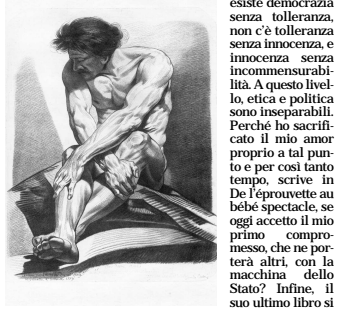 esiste democrazia
senza tolleranza,
non c'è tolleranza
senza innocenza, e
innocenza senza
incommensurabi-
lità. A questo livel-
lo, etica e politica
sono inseparabili.
Perché ho sacrifi-
cato il mio amor
proprio a tal pun-
to e per così tanto
tempo, scrive in
De l'éprouvette au
bébé spectacle, se
oggi accetto il mio
primo compro-
messo, che ne por-
terà altri, con la
macchina dello
Stato? Infine, il
suo ultimo libro si